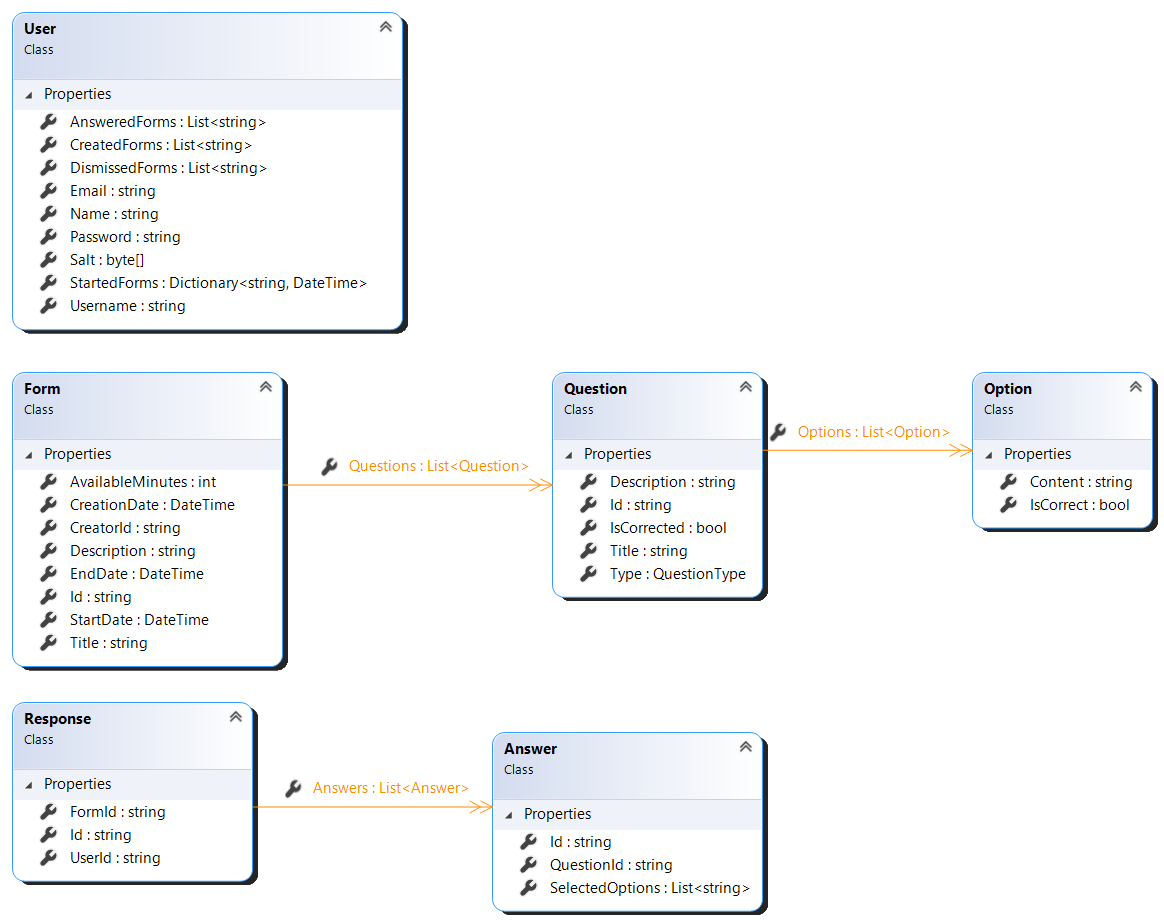 User
Class
Properties
AnsweredForms : List<string>
CreatedForms : List<string>
DismissedForms : List<string>
Email : string
Name : string
Password : string
Salt : byte[]
StartedForms : Dictionary<string, DateTime>
Username : string
Form
Class
Properties
AvailableMinutes : int
CreationDate : DateTime
CreatorId : string
Description : string
EndDate : DateTime
Id : string
StartDate : DateTime
Title : string
Questions : List<Question>
Question
Class
Properties
Description : string
Id : string
IsCorrected : bool
Title : string
Type : QuestionType
Options : List<Option>
Option
Class
Properties
Content : string
IsCorrect : bool
Response
Class
Properties
FormId : string
Id : string
UserId : string
Answers : List<Answer>
Answer
Class
Properties
Id : string
QuestionId : string
SelectedOptions : List<string>